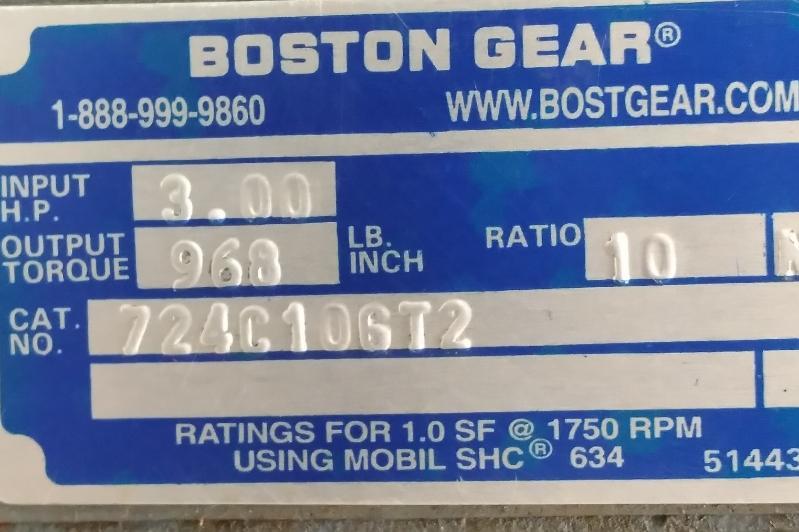 BOSTON GEAR®
1-888-999-9860 WWW.BOSTGEAR.COM
INPUT H.P. 3.00
OUTPUT TORQUE 968 LB. INCH RATIO 10
CAT. NO. 724C10GT2
RATINGS FOR 1.0 SF @ 1750 RPM
USING MOBIL SHC® 634 51443